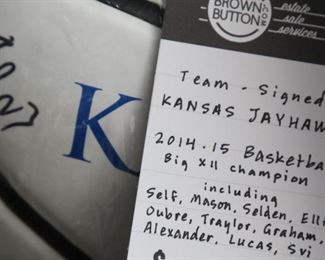 BROWN
BUTTON
estate
sale
services
K
Team - Signed
KANSAS JAYHAW
2014-15 Basketba
Big XII champion
including
Self, Mason, Selden, Elli
Oubre, Traylor, Graham,
Alexander, Lucas, Svi
$